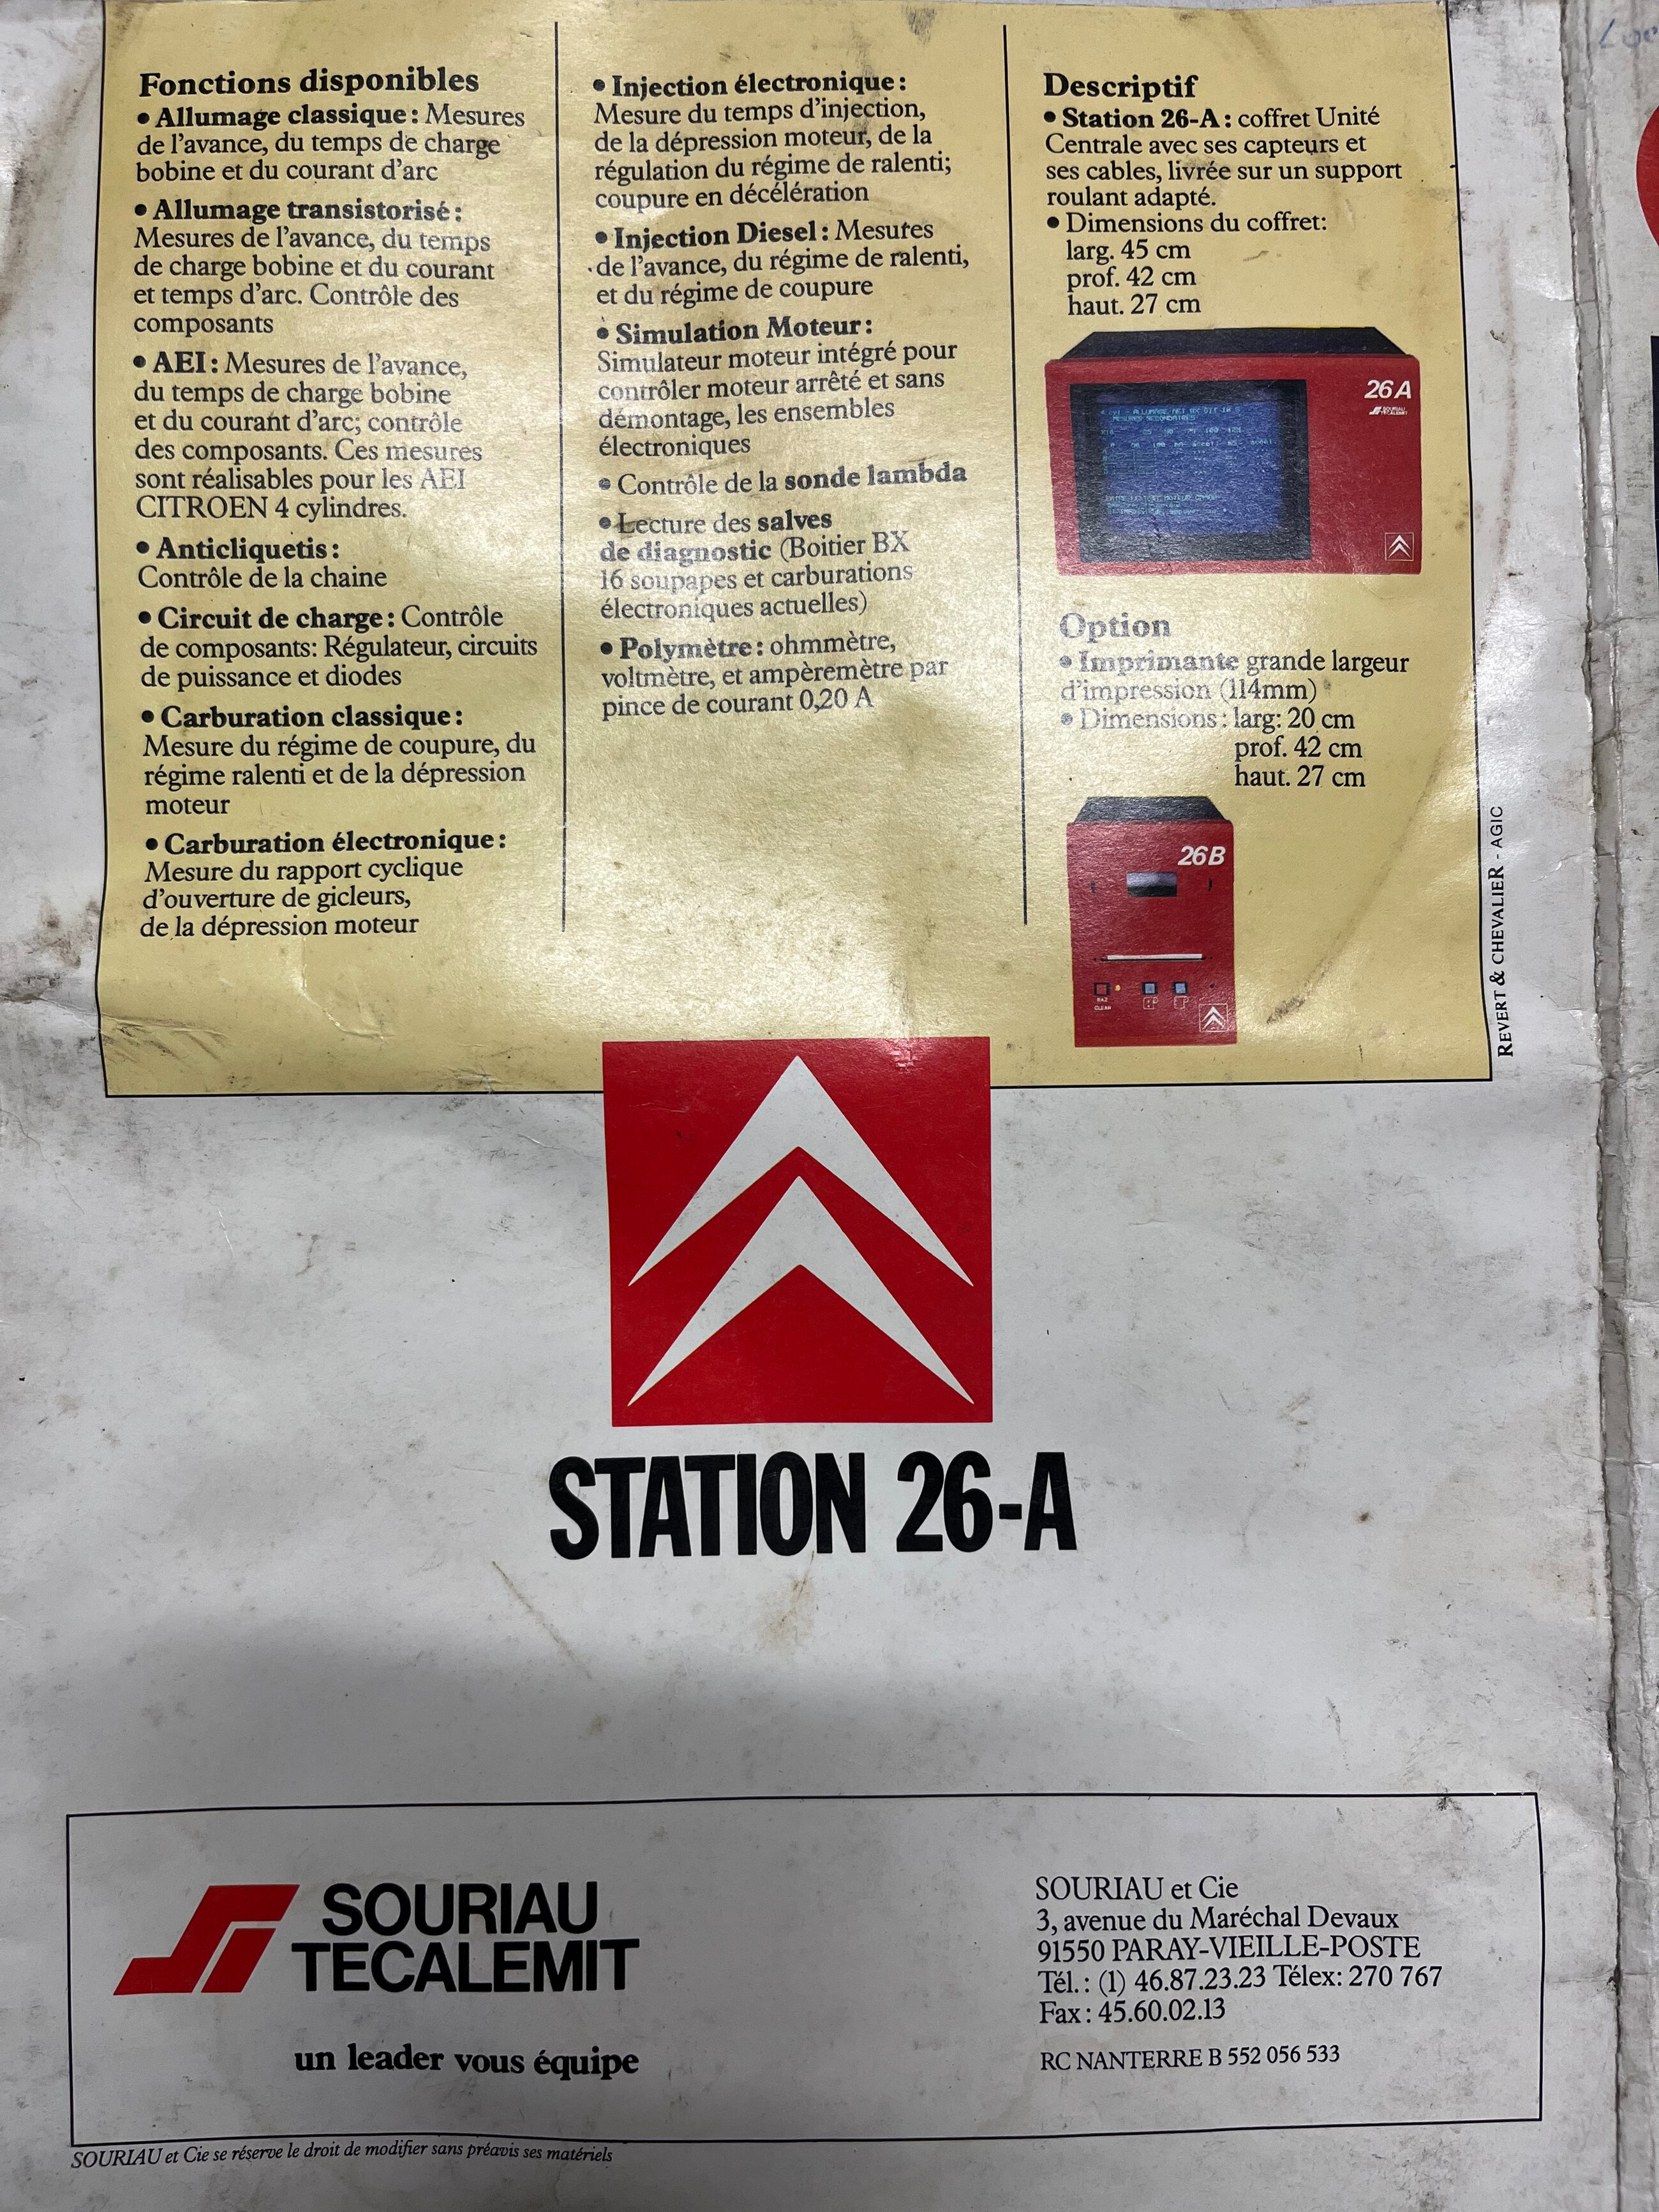 Fonctions disponibles
• Allumage classique : Mesures
de l'avance, du temps de charge
bobine et du courant d'arc
• Allumage transistorisé :
Mesures de l'avance, du temps
de charge bobine et du courant
et temps d'arc. Contrôle des
composants
• AEI : Mesures de l'avance,
du temps de charge bobine
et du courant d'arc; contrôle
des composants. Ces mesures
sont réalisables pour les AEI
CITROEN 4 cylindres.
• Anticliquetis :
Contrôle de la chaine
• Circuit de charge : Contrôle
de composants: Régulateur, circuits
de puissance et diodes
• Carburation classique :
Mesure du régime de coupure, du
régime ralenti et de la dépression
moteur
• Carburation électronique :
Mesure du rapport cyclique
d'ouverture de gicleurs,
de la dépression moteur
• Injection électronique :
Mesure du temps d'injection,
de la dépression moteur, de la
régulation du régime de ralenti;
coupure en décélération
• Injection Diesel : Mesures
de l'avance, du régime de ralenti,
et du régime de coupure
• Simulation Moteur :
Simulateur moteur intégré pour
contrôler moteur arrêté et sans
démontage, les ensembles
électroniques
• Contrôle de la sonde lambda
• Lecture des salves
de diagnostic (Boitier BX
16 soupapes et carburations
électroniques actuelles)
• Polymètre : ohmmètre,
voltmètre, et ampèremètre par
pince de courant 0,20 A
Descriptif
• Station 26-A : coffret Unité
Centrale avec ses capteurs et
ses cables, livrée sur un support
roulant adapté.
• Dimensions du coffret:
larg. 45 cm
prof. 42 cm
haut. 27 cm
26A
SOURIAU
TECALEMIT
Option
• Imprimante grande largeur
d'impression (114mm)
• Dimensions : larg: 20 cm
prof. 42 cm
haut. 27 cm
26B
RAZ
CLEAR
REVERT & CHEVALIER - AGIC
STATION 26-A
SOURIAU
TECALEMIT
un leader vous équipe
SOURIAU et Cie
3, avenue du Maréchal Devaux
91550 PARAY-VIEILLE-POSTE
Tél. : (1) 46.87.23.23 Télex: 270 767
Fax : 45.60.02.13
RC NANTERRE B 552 056 533
SOURIAU et Cie se réserve le droit de modifier sans préavis ses matériels